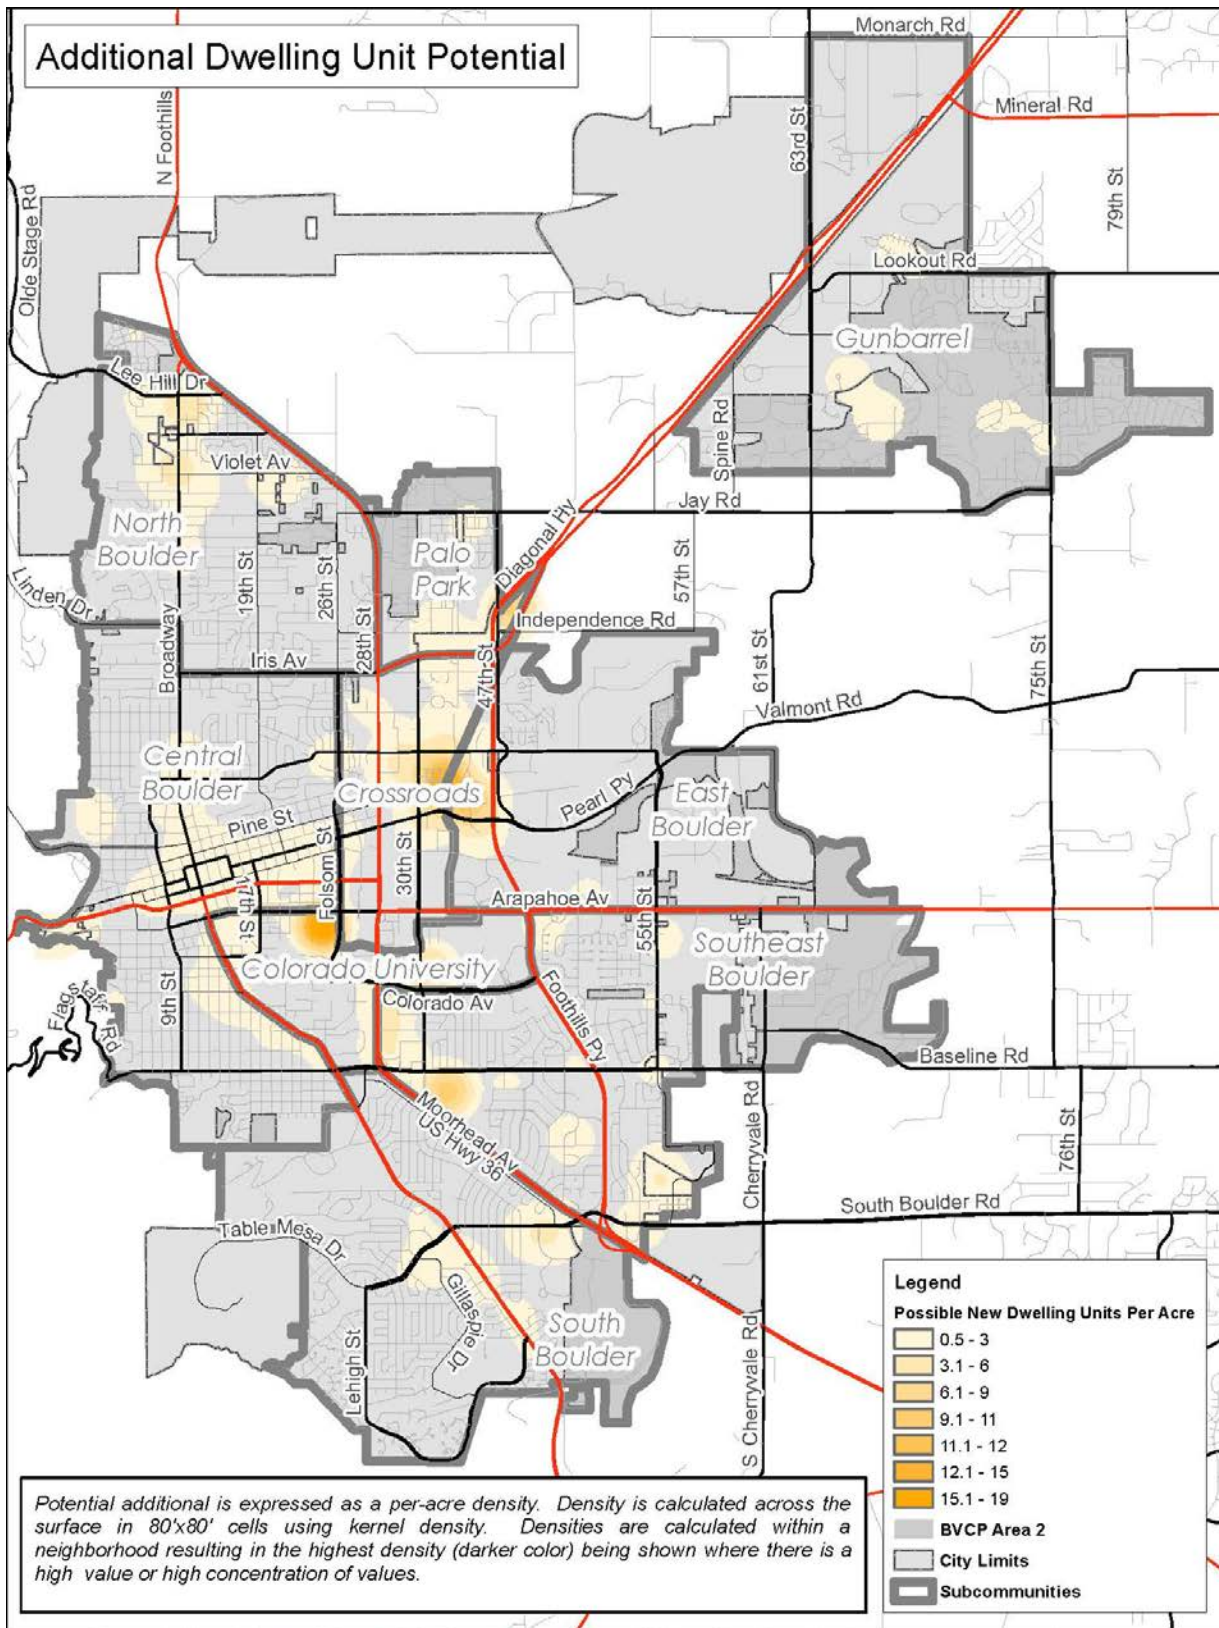 Additional Dwelling Unit Potential
Monarch Rd
Mineral Rd
N Foothills
63rd St
79th St
Olde Stage Rd
Lookout Rd
Gunbarrel
Lee Hill Dr
Spine Rd
Violet Av
Jay Rd
North
Boulder
Palo
Park
Diagonal Hy
Linden Dr
19th St
26th St
28th St
57th St
Independence Rd
Broadway
Iris Av
47th St
61st St
75th St
Valmont Rd
Central
Boulder
Crossroads
Pearl Py
East
Boulder
Pine St
Folsom St
30th St
17th St
Arapahoe Av
55th St
Southeast
Boulder
Colorado University
Colorado Av
9th St
Flagstaff Rd
Foothills Py
Baseline Rd
Moorhead Av
US Hwy 36
Cherryvale Rd
76th St
South Boulder Rd
Table Mesa Dr
Gillaspie Dr
Lehigh St
South
Boulder
S Cherryvale Rd
Legend
Possible New Dwelling Units Per Acre
0.5 - 3
3.1 - 6
6.1 - 9
9.1 - 11
11.1 - 12
12.1 - 15
15.1 - 19
BVCP Area 2
City Limits
Subcommunities
Potential additional is expressed as a per-acre density. Density is calculated across the
surface in 80'x80' cells using kernel density. Densities are calculated within a
neighborhood resulting in the highest density (darker color) being shown where there is a
high value or high concentration of values.